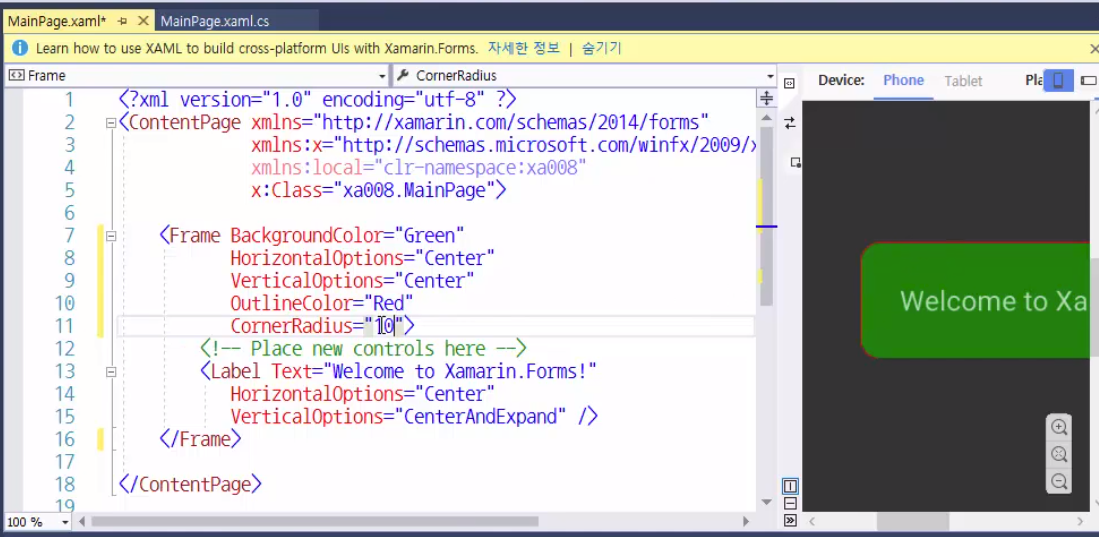 MainPage.xaml* MainPage.xaml.cs
Learn how to use XAML to build cross-platform UIs with Xamarin.Forms. 자세한 정보 | 숨기기
Frame CornerRadius
Device: Phone Tablet
1 <?xml version="1.0" encoding="utf-8" ?>
2 <ContentPage xmlns="http://xamarin.com/schemas/2014/forms"
3 xmlns:x="http://schemas.microsoft.com/winfx/2009/x
4 xmlns:local="clr-namespace:xa008"
5 x:Class="xa008.MainPage">
6
7 <Frame BackgroundColor="Green"
8 HorizontalOptions="Center"
9 VerticalOptions="Center"
10 OutlineColor="Red"
11 CornerRadius="10">
12 <!-- Place new controls here -->
13 <Label Text="Welcome to Xamarin.Forms!"
14 HorizontalOptions="Center"
15 VerticalOptions="CenterAndExpand" />
16 </Frame>
17
18 </ContentPage>
19
Welcome to Xa
100 %